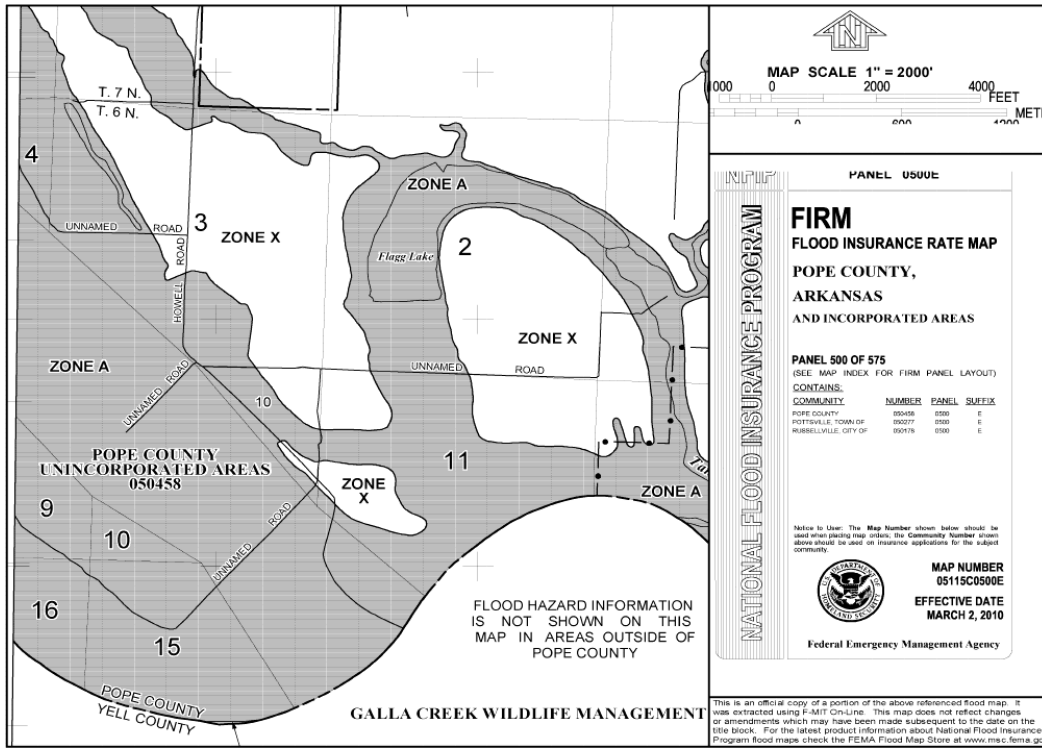 T. 7 N.
T. 6 N.
4
UNNAMED ROAD
3
ROAD
HOWELL
ZONE X
ZONE A
Flagg Lake
2
ZONE X
ZONE A
UNNAMED ROAD
UNNAMED ROAD
10
POPE COUNTY
UNINCORPORATED AREAS
050458
ZONE
X
11
ZONE A
9
10
UNNAMED ROAD
16
15
FLOOD HAZARD INFORMATION
IS NOT SHOWN ON THIS
MAP IN AREAS OUTSIDE OF
POPE COUNTY
POPE COUNTY
YELL COUNTY
GALLA CREEK WILDLIFE MANAGEMENT
N
MAP SCALE 1" = 2000'
0 2000 4000
FEET
NFIP
PANEL 0500E
NATIONAL FLOOD INSURANCE PROGRAM
FIRM
FLOOD INSURANCE RATE MAP
POPE COUNTY,
ARKANSAS
AND INCORPORATED AREAS
PANEL 500 OF 575
(SEE MAP INDEX FOR FIRM PANEL LAYOUT)
CONTAINS:
COMMUNITY NUMBER PANEL SUFFIX
POPE COUNTY 050458 0500 E
POTTSVILLE, TOWN OF 050277 0500 E
RUSSELLVILLE, CITY OF 050178 0500 E
Notice to User: The Map Number shown below should be
used when placing map orders; the Community Number shown
above should be used on insurance applications for the subject
community.
U.S. DEPARTMENT OF
HOMELAND SECURITY
MAP NUMBER
05115C0500E
EFFECTIVE DATE
MARCH 2, 2010
Federal Emergency Management Agency
This is an official copy of a portion of the above referenced flood map. It
was extracted using F-MIT On-Line. This map does not reflect changes
or amendments which may have been made subsequent to the date on the
title block. For the latest product information about National Flood Insurance
Program flood maps check the FEMA Flood Map Store at www.msc.fema.go